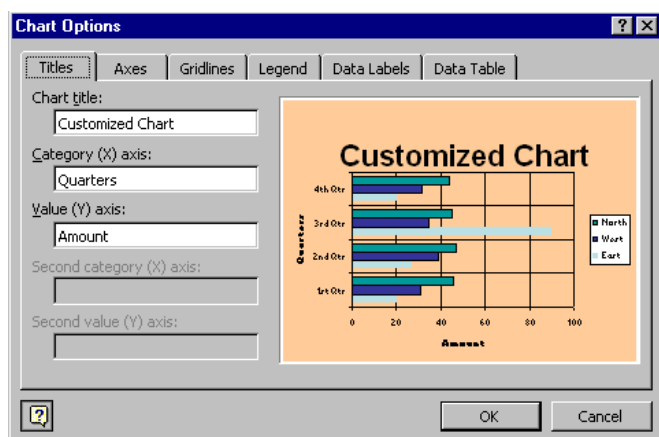 Chart Options
Titles Axes Gridlines Legend Data Labels Data Table
Chart title:
Customized Chart
Category (X) axis:
Quarters
Value (Y) axis:
Amount
Second category (X) axis:
Second value (Y) axis:
Customized Chart
Quarters
4th Qtr
3rd Qtr
2nd Qtr
1st Qtr
0 20 40 60 80 100
Amount
North
West
East
OK Cancel